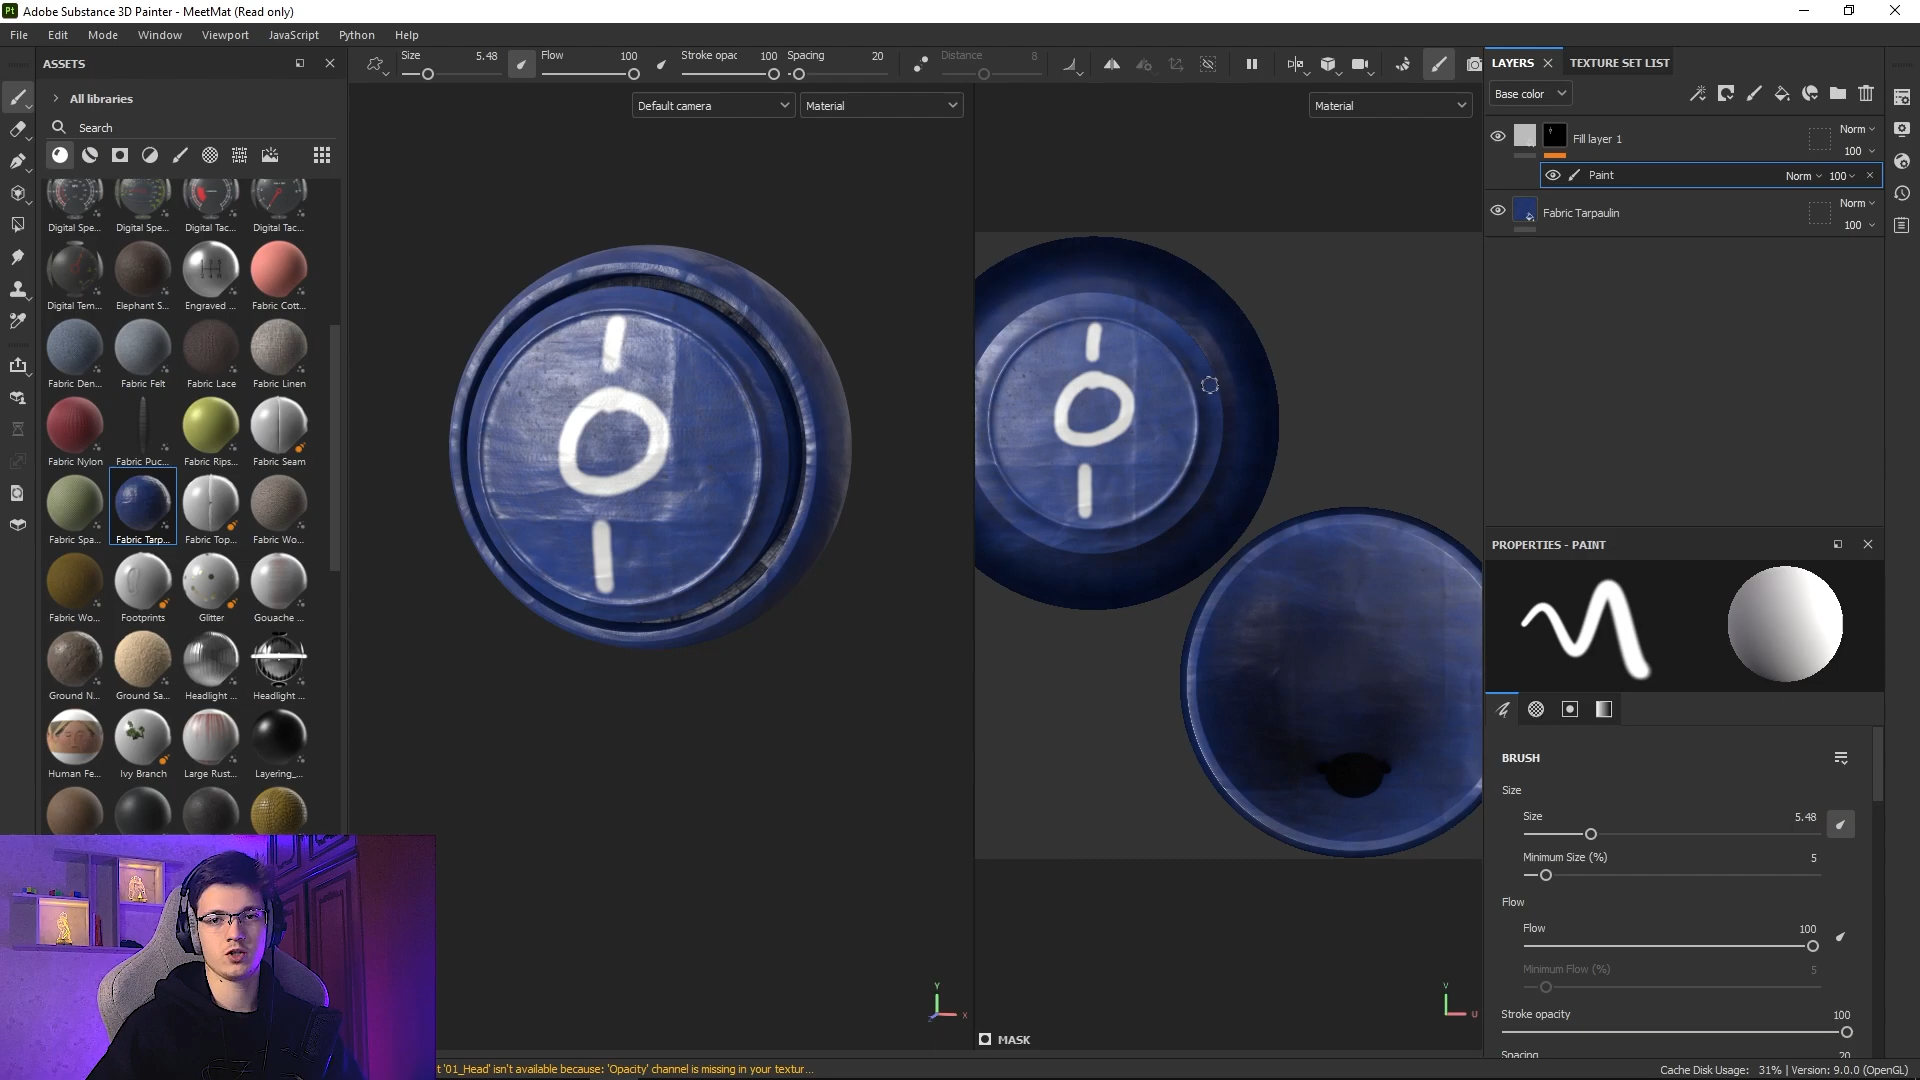 Pt
Adobe Substance 3D Painter - MeetMat (Read only)
File Edit Mode Window Viewport JavaScript Python Help
ASSETS
All libraries
Search
Digital Spe... Digital Spe... Digital Tac... Digital Tac...
Digital Tem... Elephant S... Engraved ... Fabric Cott...
Fabric Den... Fabric Felt Fabric Lace Fabric Linen
Fabric Nylon Fabric Puc... Fabric Rips... Fabric Seam
Fabric Spa... Fabric Tarp... Fabric Top... Fabric Wo...
Fabric Wo... Footprints Glitter Gouache ...
Ground N... Ground Sa... Headlight ... Headlight ...
Human Fe... Ivy Branch Large Rust... Layering_...
Size 5.48 Flow 100 Stroke opac 100 Spacing 20 Distance 8
Default camera Material
Material
Y
X
V
U
MASK
LAYERS TEXTURE SET LIST
Base color
Fill layer 1 Norm
100
Paint Norm 100
Fabric Tarpaulin Norm
100
PROPERTIES - PAINT
BRUSH
Size
Size 5.48
Minimum Size (%) 5
Flow
Flow 100
Minimum Flow (%) 5
Stroke opacity 100
Spacing 20
t '01_Head' isn't available because: 'Opacity' channel is missing in your textur...
Cache Disk Usage: 31% | Version: 9.0.0 (OpenGL)